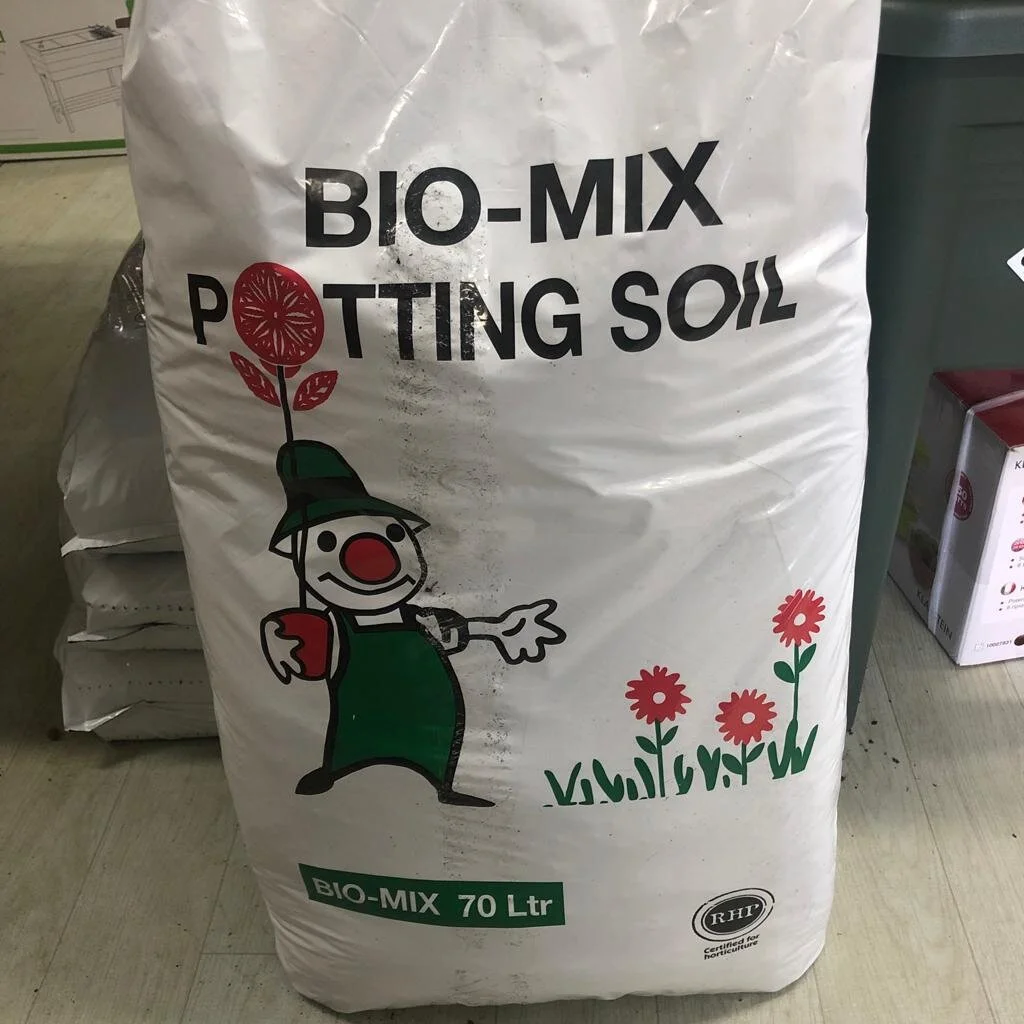 BIO-MIX
POTTING SOIL
BIO-MIX 70 Ltr
RHP
Certified for
horticulture